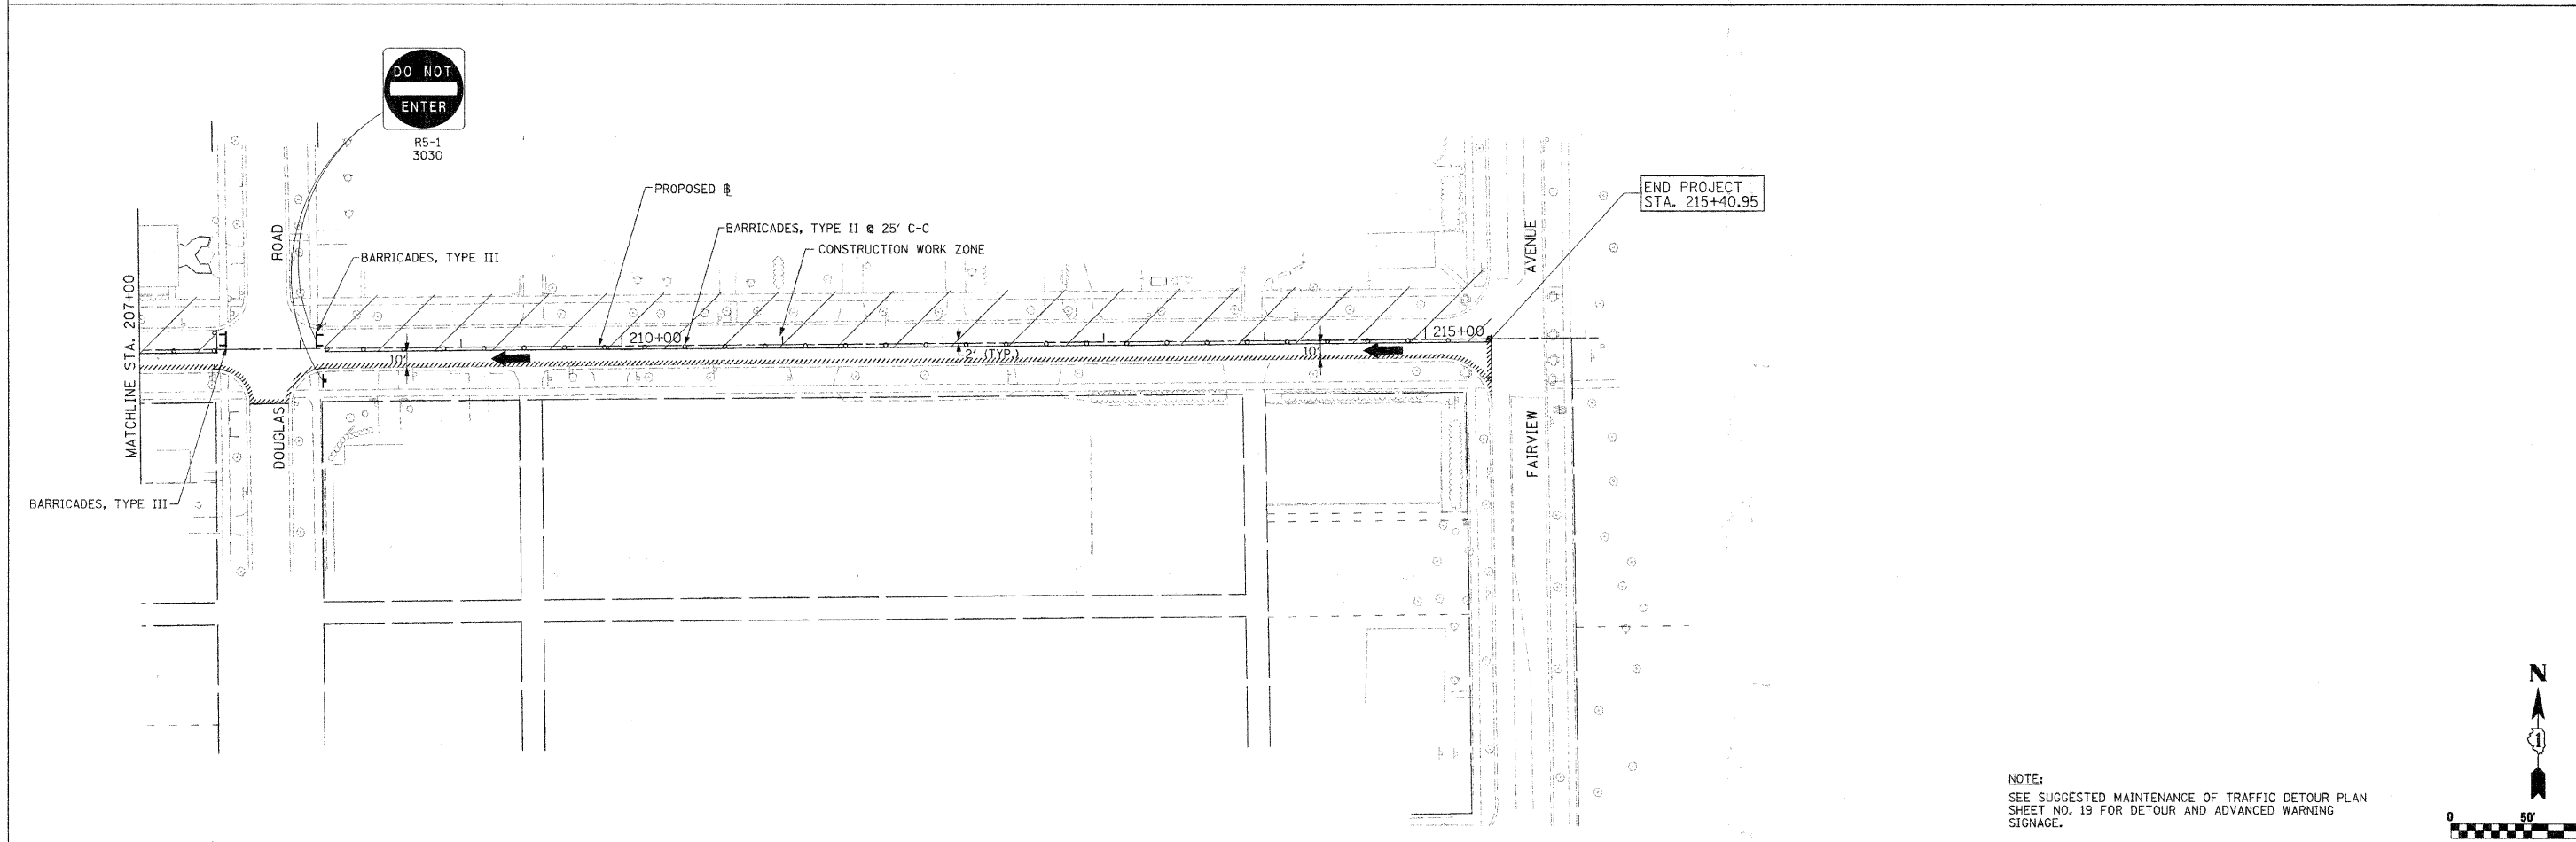 DO NOT
ENTER
R5-1
3030
PROPOSED ℄
BARRICADES, TYPE II @ 25' C-C
CONSTRUCTION WORK ZONE
BARRICADES, TYPE III
END PROJECT
STA. 215+40.95
ROAD
AVENUE
MATCHLINE STA. 207+00
210+00
215+00
10'
2' (TYP.)
10'
DOUGLAS
FAIRVIEW
BARRICADES, TYPE III
N
1
NOTE:
SEE SUGGESTED MAINTENANCE OF TRAFFIC DETOUR PLAN
SHEET NO. 19 FOR DETOUR AND ADVANCED WARNING
SIGNAGE.
0 50'